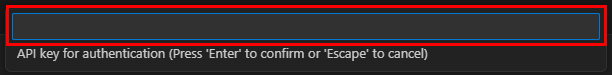 API key for authentication (Press 'Enter' to confirm or 'Escape' to cancel)